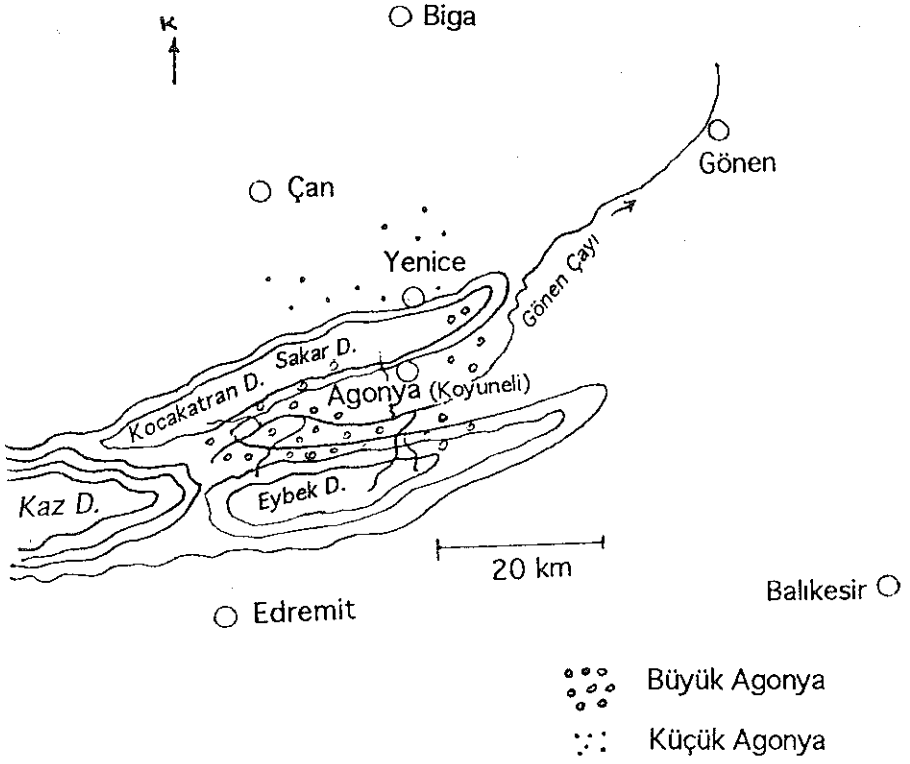 Biga
K
Gönen
Çan
Yenice
Gönen Çayı
Sakar D.
Kocakatran D.
Agonya (Koyuneli)
Kaz D.
Eybek D.
20 km
Balıkesir
Edremit
Büyük Agonya
Küçük Agonya